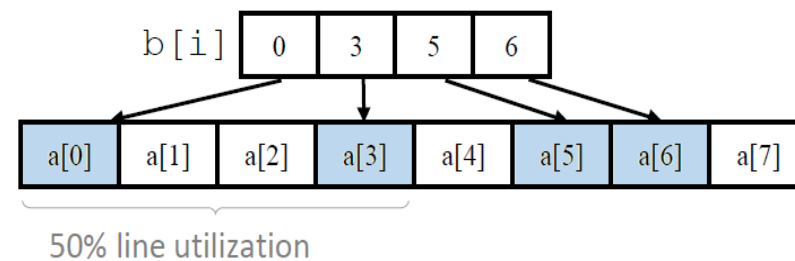 b[i] 0 3 5 6
a[0] a[1] a[2] a[3] a[4] a[5] a[6] a[7]
50% line utilization